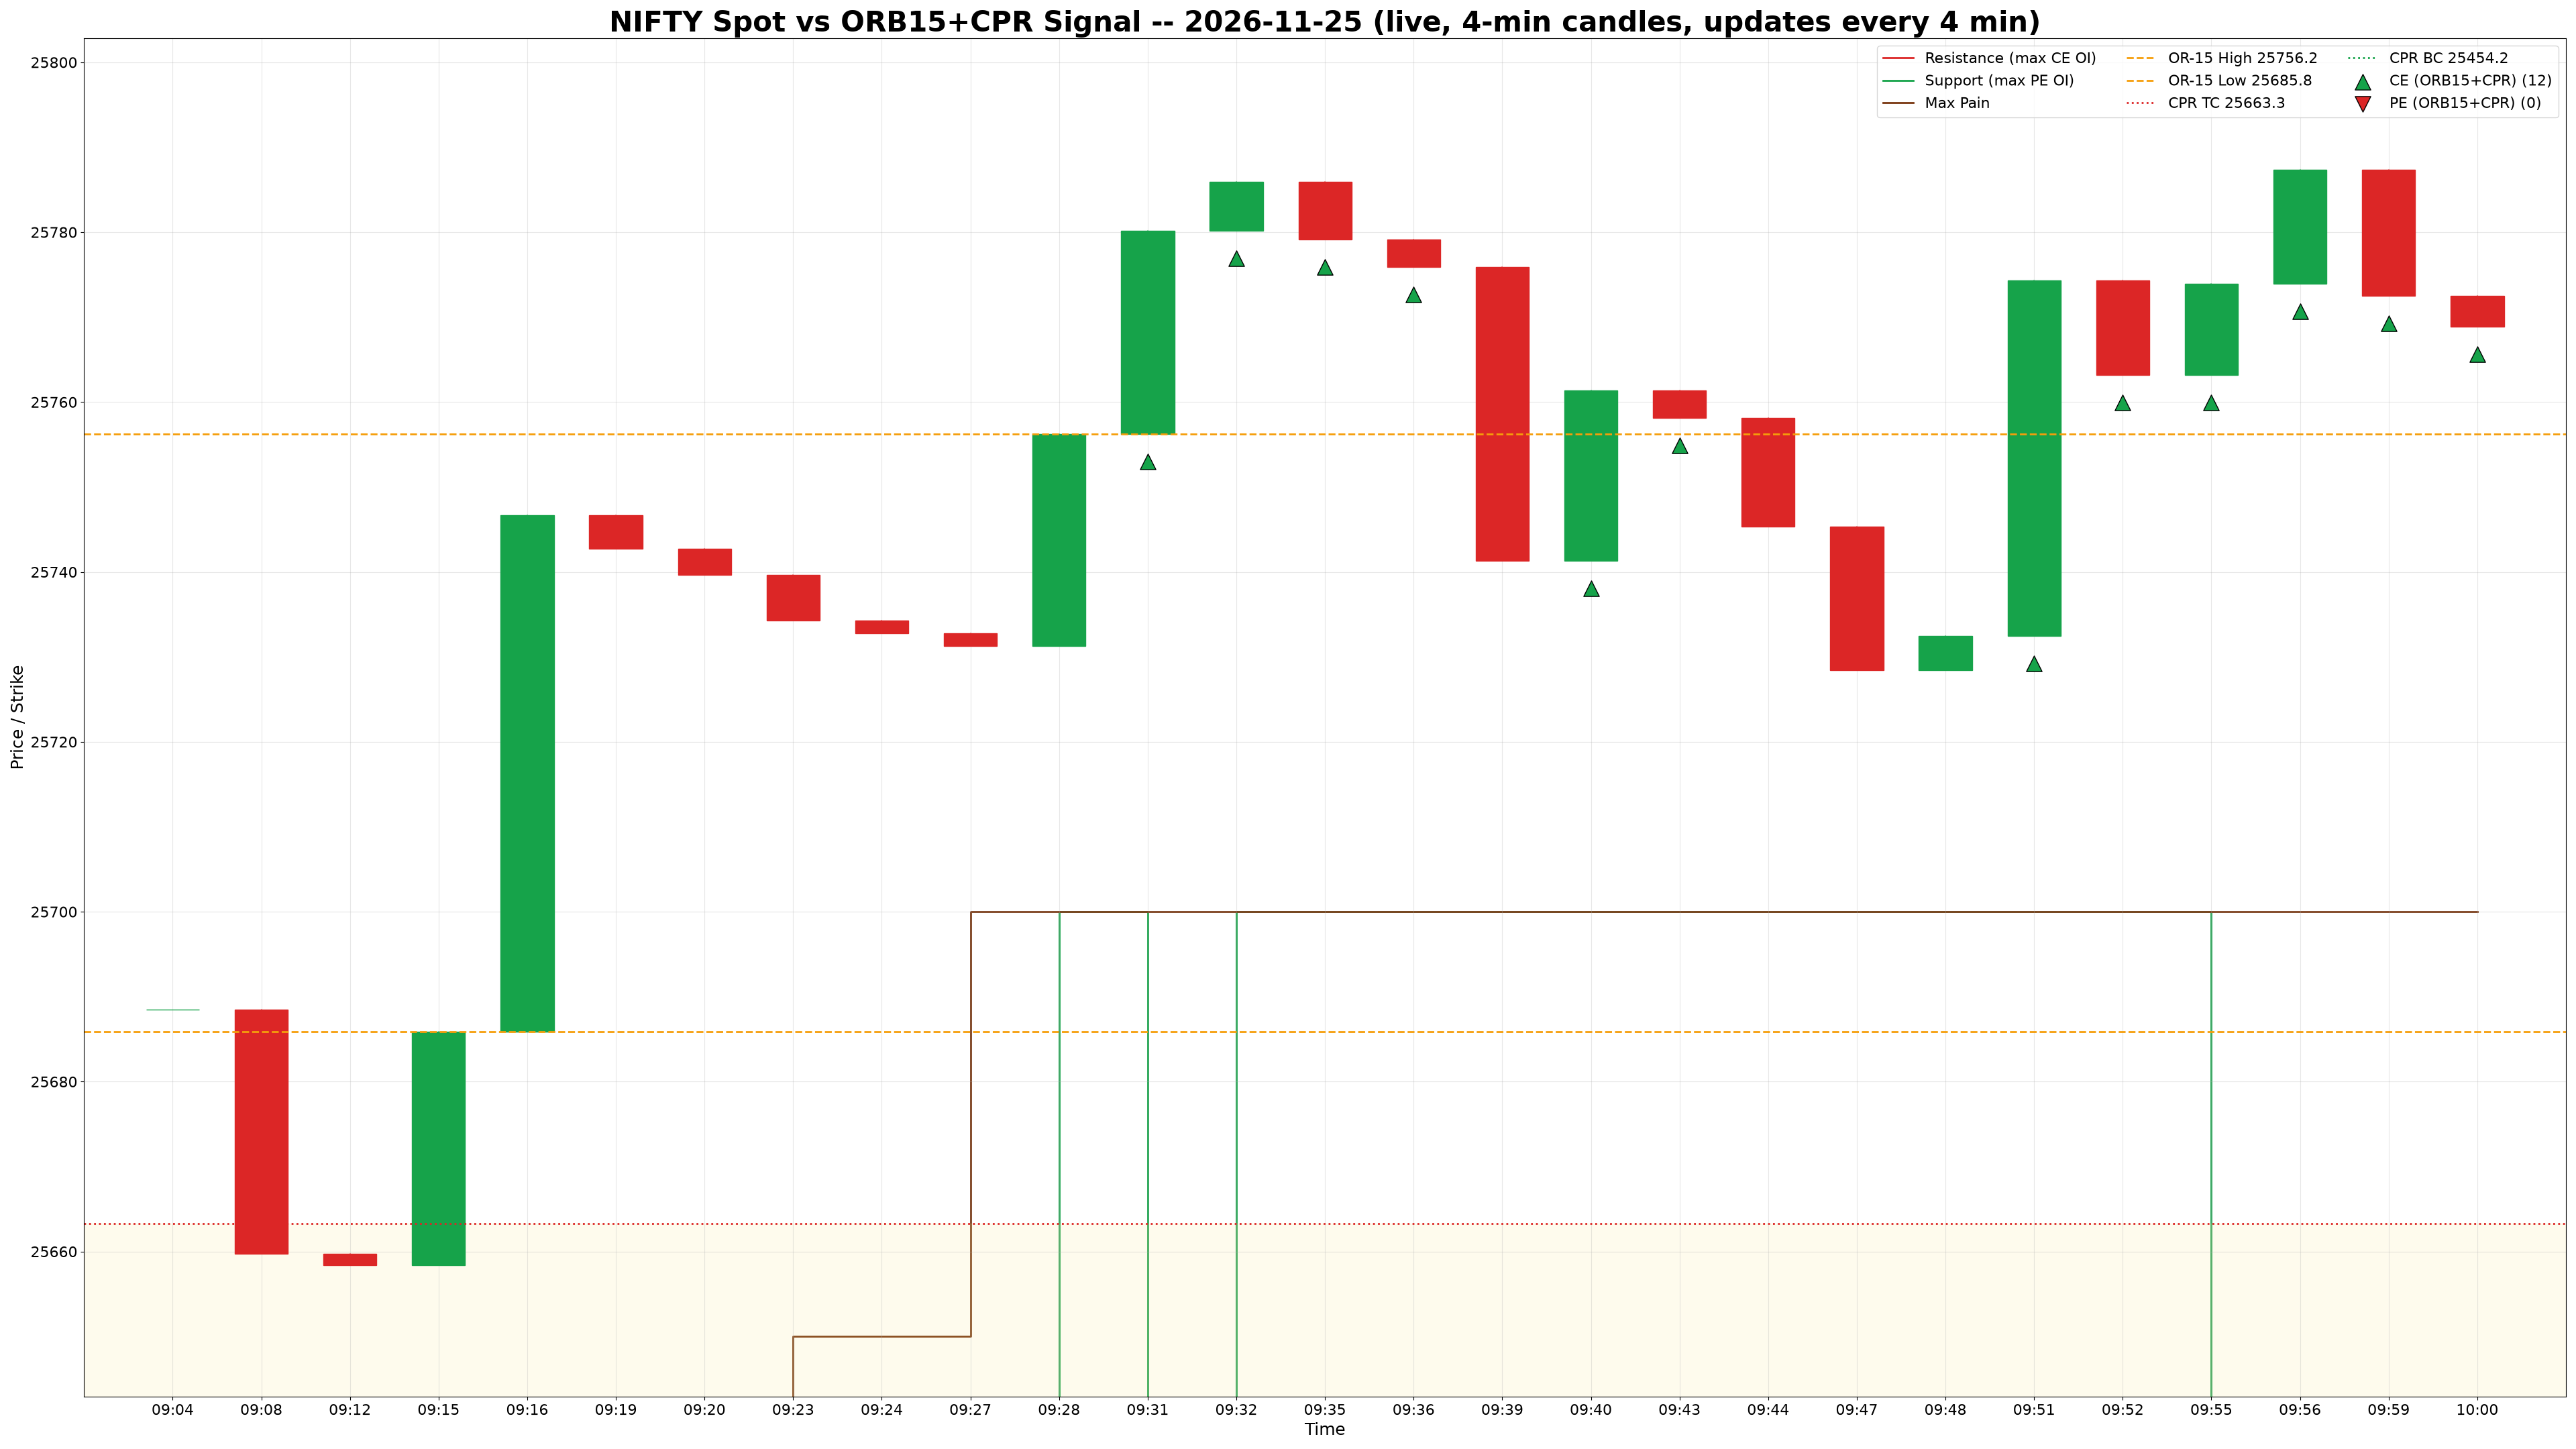 NIFTY Spot vs ORB15+CPR Signal -- 2026-11-25 (live, 4-min candles, updates every 4 min)
Resistance (max CE OI)
Support (max PE OI)
Max Pain
OR-15 High 25756.2
OR-15 Low 25685.8
CPR TC 25663.3
CPR BC 25454.2
CE (ORB15+CPR) (12)
PE (ORB15+CPR) (0)
Price / Strike
25800
25780
25760
25740
25720
25700
25680
25660
09:04 09:08 09:12 09:15 09:16 09:19 09:20 09:23 09:24 09:27 09:28 09:31 09:32 09:35 09:36 09:39 09:40 09:43 09:44 09:47 09:48 09:51 09:52 09:55 09:56 09:59 10:00
Time